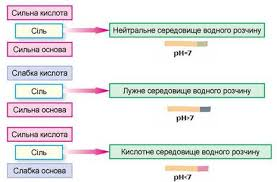 Сильна кислота
Сіль
Нейтральне середовище водного розчину
Сильна основа
pH=7
Слабка кислота
Сіль
Лужне середовище водного розчину
Сильна основа
pH>7
Сильна кислота
Сіль
Кислотне середовище водного розчину
Слабка основа
pH<7